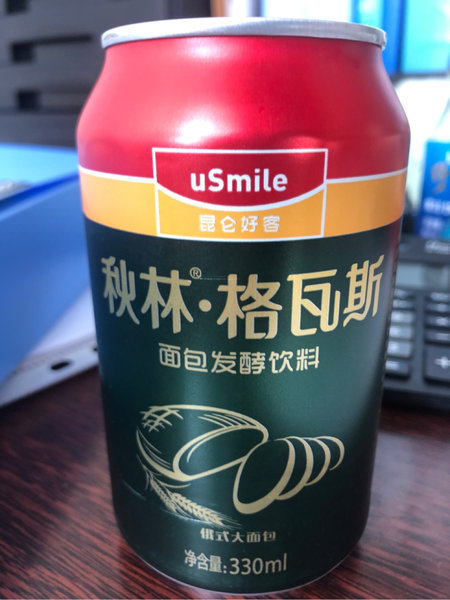 uSmile
昆仑好客
秋林®·格瓦斯
面包发酵饮料
俄式大面包
净含量:330ml